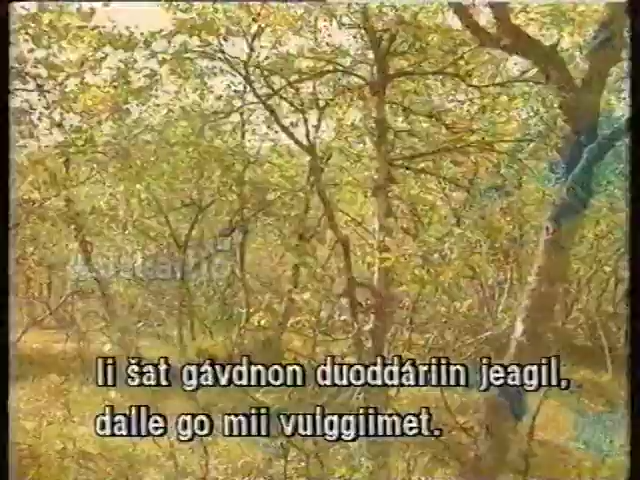 Ii šat gávdnon duoddáriin jeagil,
dalle go mii vulggiimet.